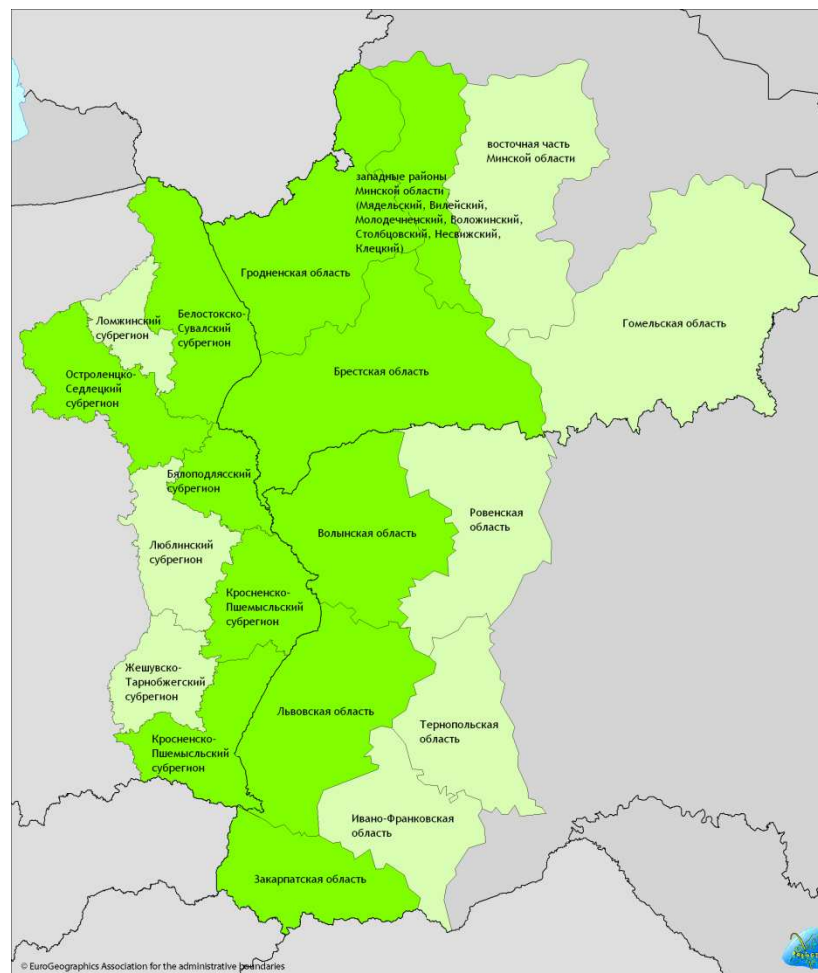 восточная часть
Минской области
западные районы
Минской области
(Мядельский, Вилейский,
Молодечненский, Воложинский,
Столбцовский, Несвижский,
Клецкий)
Гродненская область
Белостокско-
Сувалский
субрегион
Ломжинский
субрегион
Гомельская область
Остроленцко-
Седлецкий
субрегион
Брестская область
Бялоподлясский
субрегион
Ровенская
область
Волынская область
Люблинский
субрегион
Кросненско-
Пшемысльский
субрегион
Жешувско-
Тарнобжегский
субрегион
Львовская область
Тернопольская
область
Кросненско-
Пшемысльский
субрегион
Ивано-Франковская
область
Закарпатская область
© EuroGeographics Association for the administrative boundaries